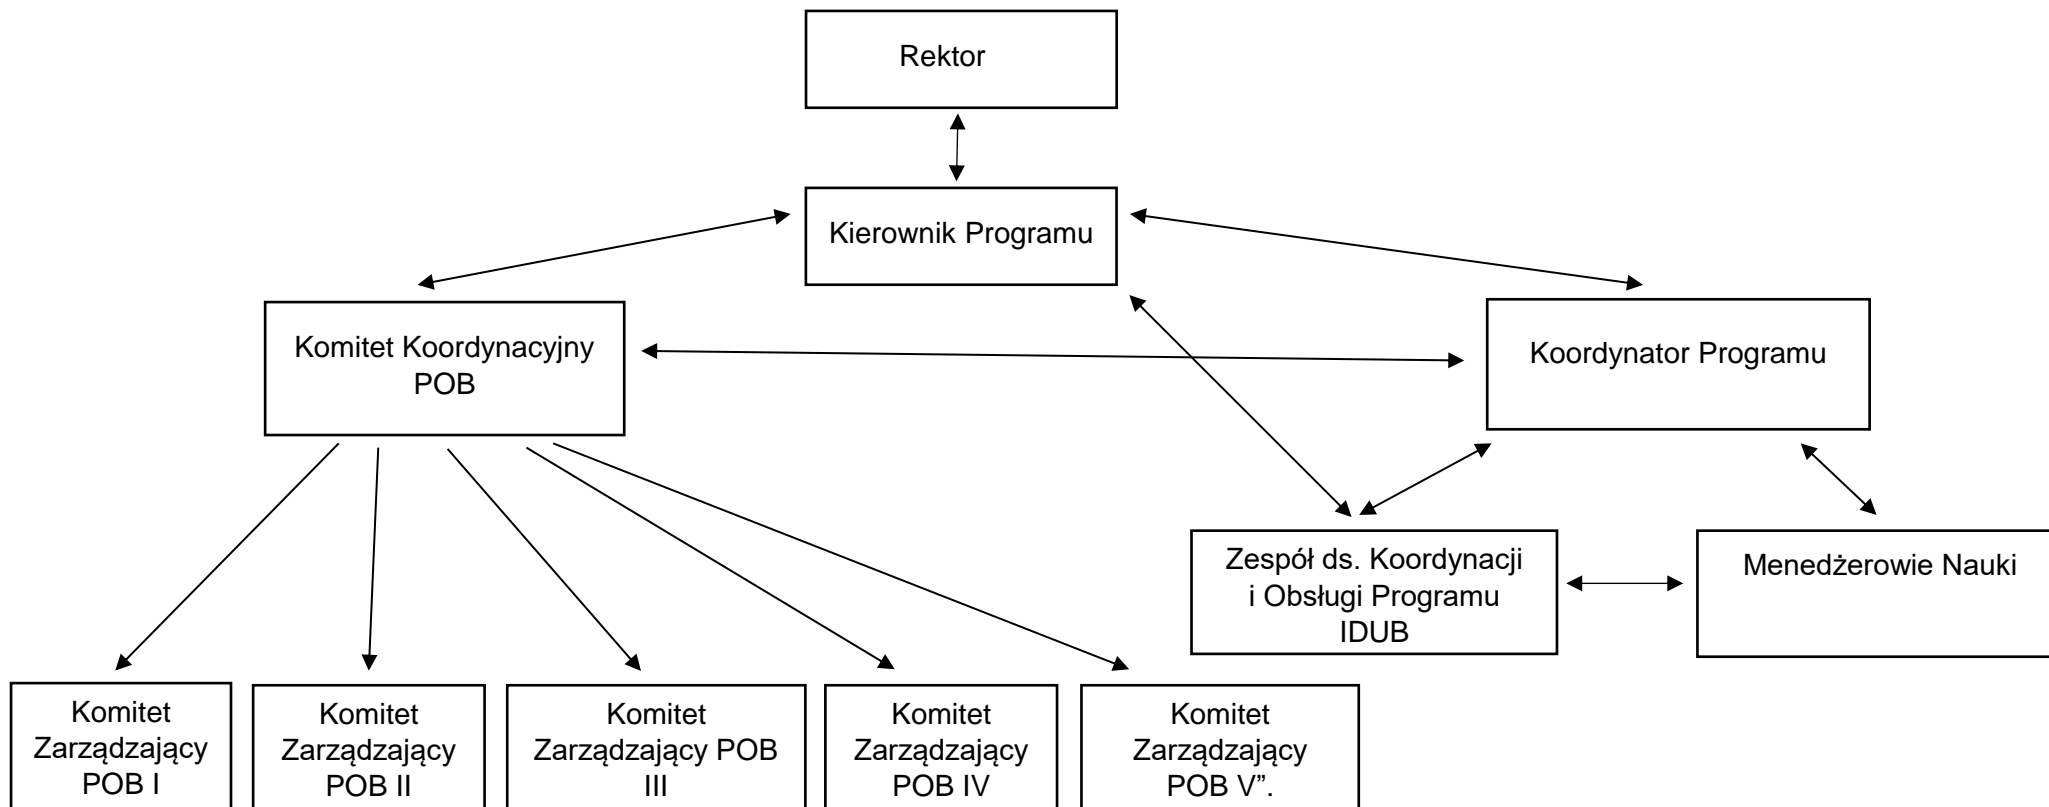 Rektor
Kierownik Programu
Komitet Koordynacyjny
POB
Koordynator Programu
Zespół ds. Koordynacji
i Obsługi Programu
IDUB
Menedżerowie Nauki
Komitet
Zarządzający
POB I
Komitet
Zarządzający
POB II
Komitet
Zarządzający POB
III
Komitet
Zarządzający
POB IV
Komitet
Zarządzający
POB V”.